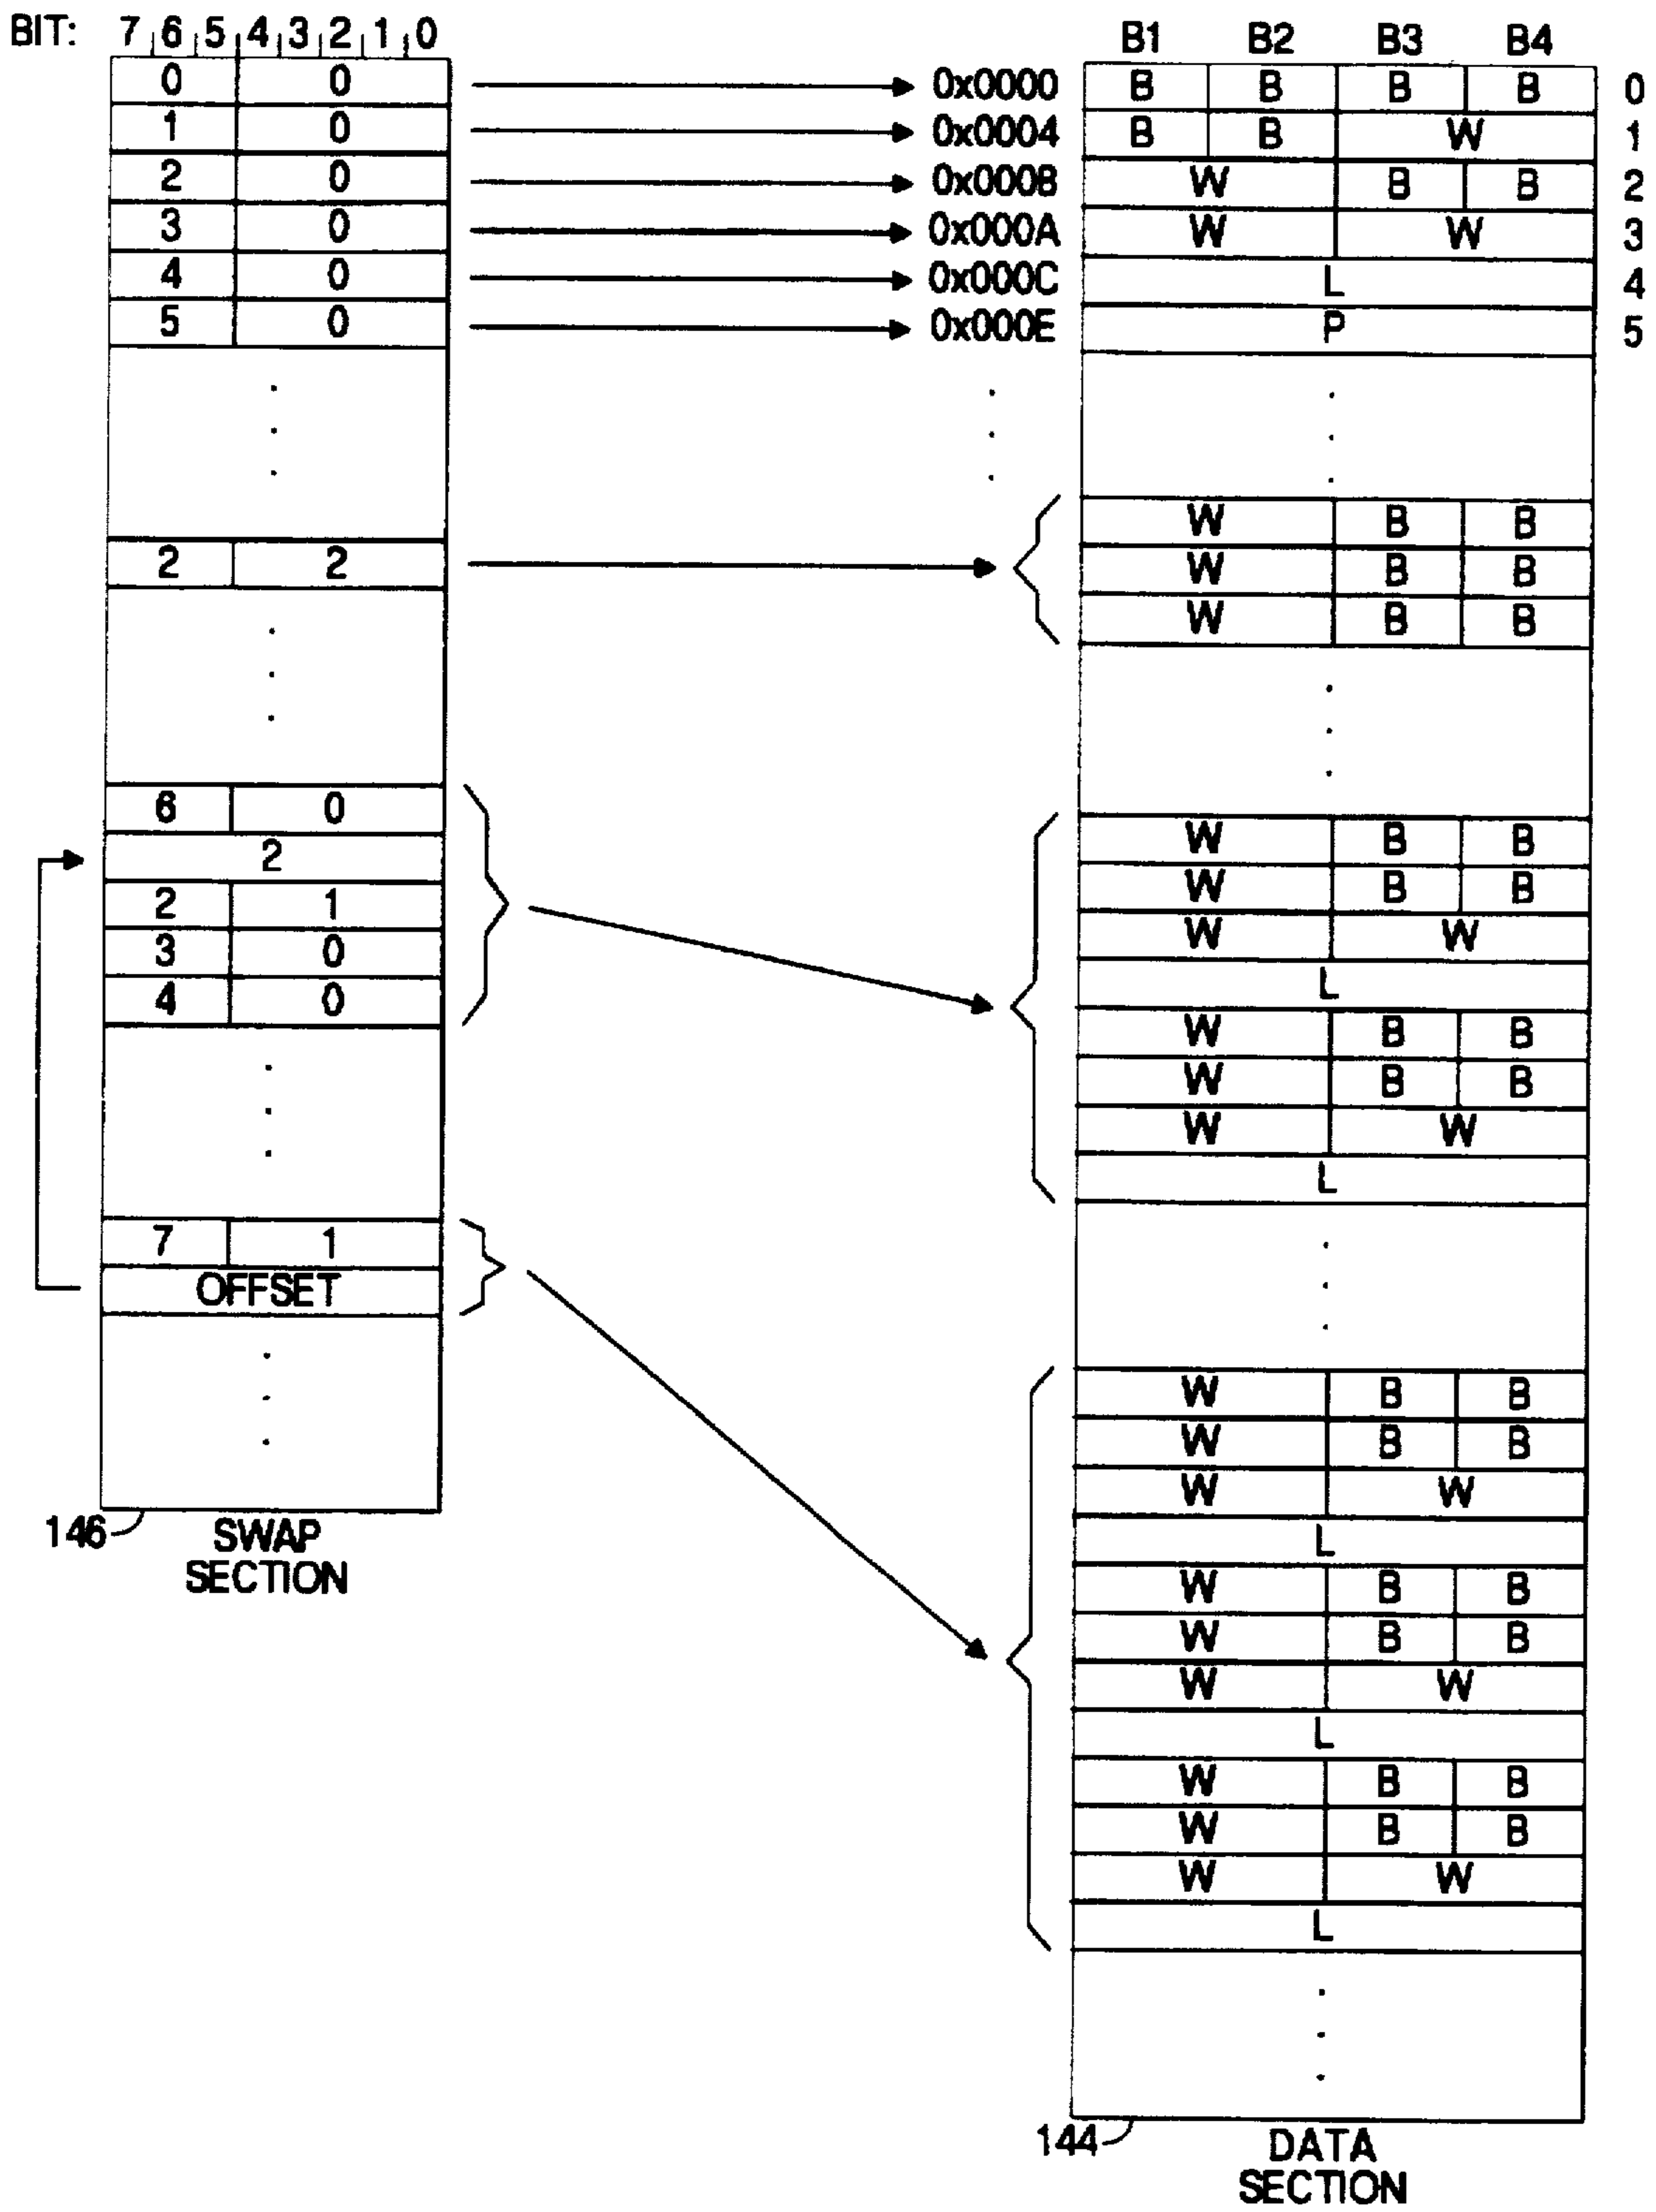 BIT: 7 6 5 4 3 2 1 0
0 0
1 0
2 0
3 0
4 0
5 0
2 2
6 0
2
2 1
3 0
4 0
7 1
OFFSET
146
SWAP
SECTION
0x0000
0x0004
0x0008
0x000A
0x000C
0x000E
B1 B2 B3 B4
B B B B 0
B B W 1
W B B 2
W W 3
L 4
P 5
W B B
W B B
W B B
W B B
W B B
W W
L
W B B
W B B
W W
L
W B B
W B B
W W
L
W B B
W B B
W W
L
W B B
W B B
W W
L
144
DATA
SECTION